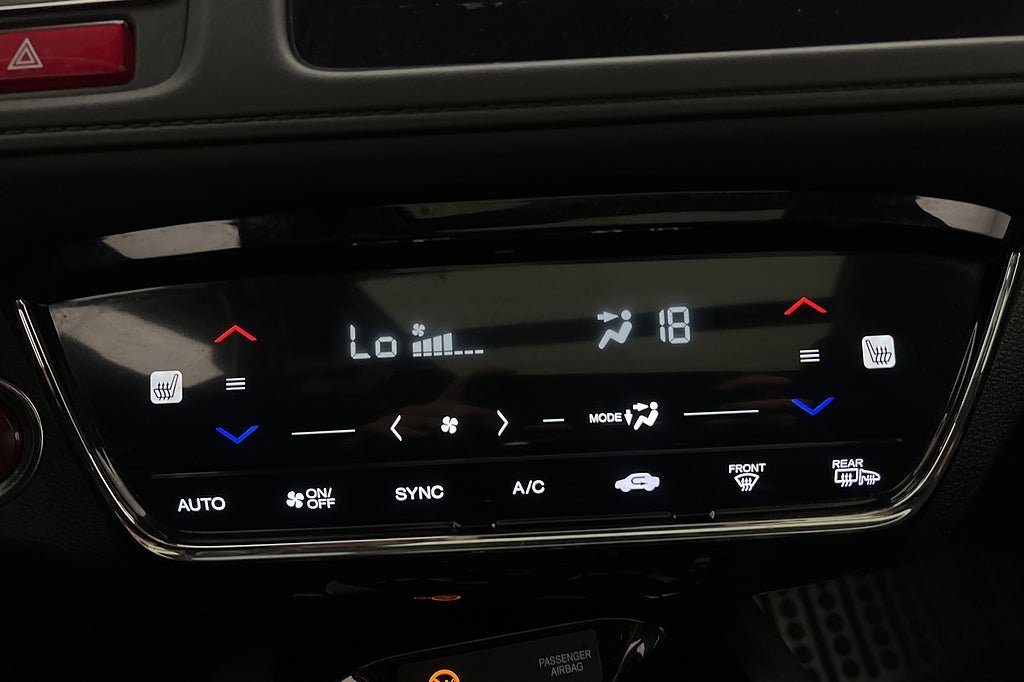 Lo
18
MODE
AUTO
ON/
OFF
SYNC
A/C
FRONT
REAR
PASSENGER
AIRBAG